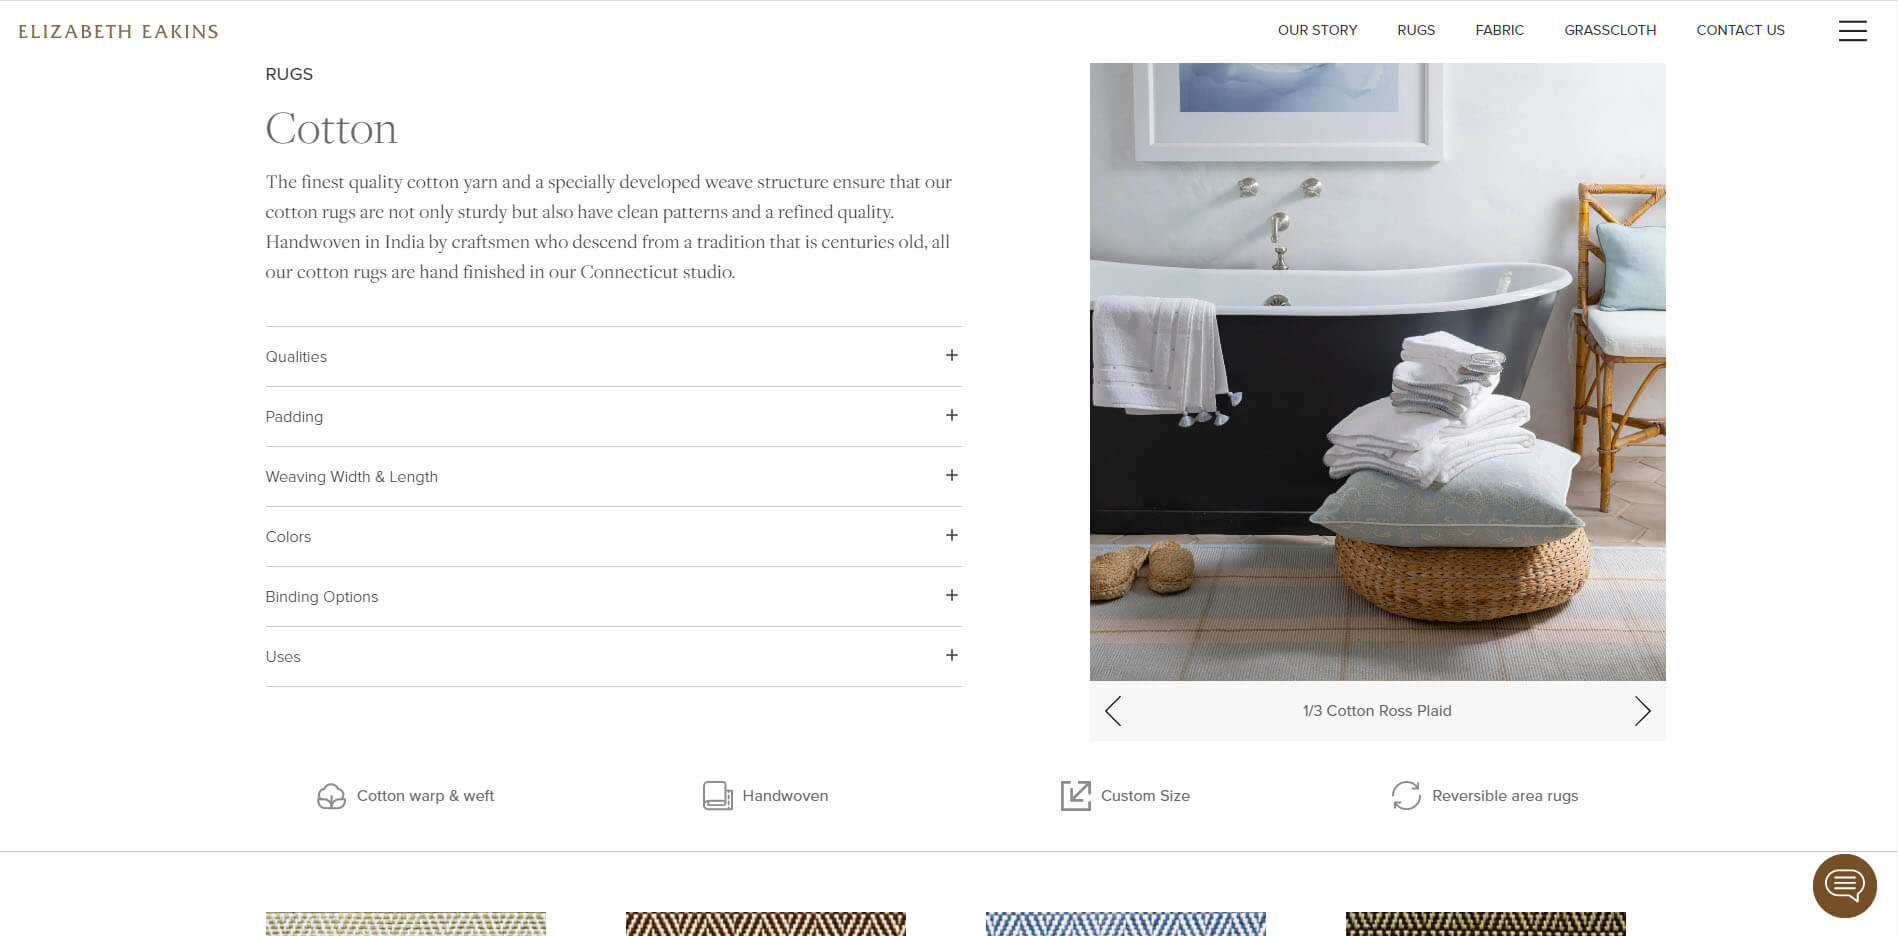 ELIZABETH EAKINS
OUR STORY
RUGS
FABRIC
GRASSCLOTH
CONTACT US
RUGS
Cotton
The finest quality cotton yarn and a specially developed weave structure ensure that our
cotton rugs are not only sturdy but also have clean patterns and a refined quality.
Handwoven in India by craftsmen who descend from a tradition that is centuries old, all
our cotton rugs are hand finished in our Connecticut studio.
Qualities
Padding
Weaving Width & Length
Colors
Binding Options
Uses
1/3 Cotton Ross Plaid
Cotton warp & weft
Handwoven
Custom Size
Reversible area rugs